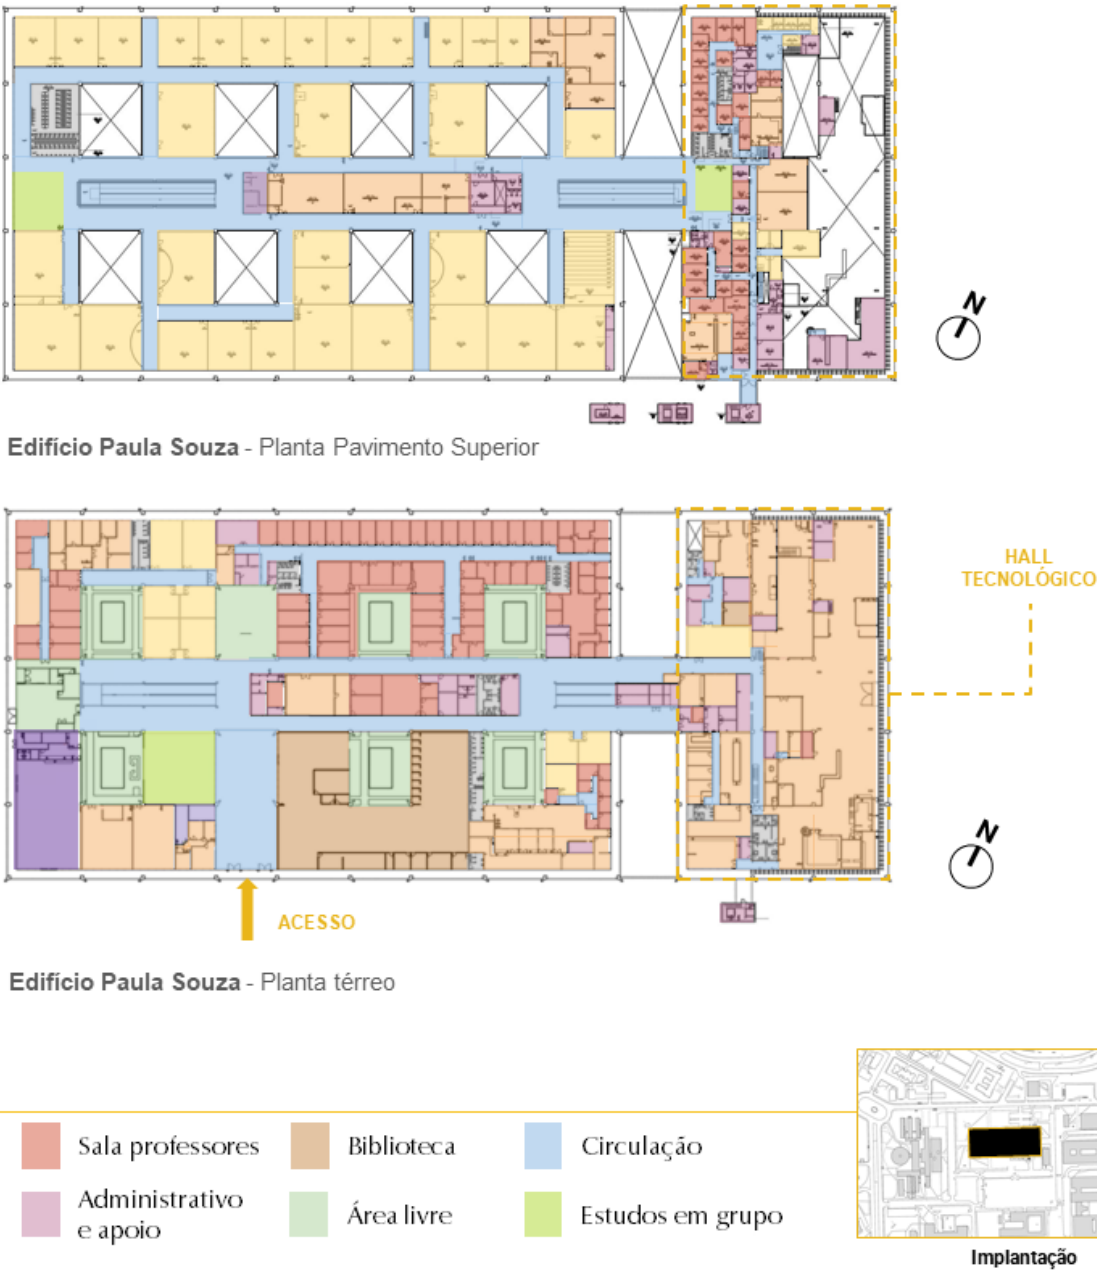 N
Edifício Paula Souza - Planta Pavimento Superior
HALL
TECNOLÓGICO
N
ACESSO
Edifício Paula Souza - Planta térreo
Sala professores
Biblioteca
Circulação
Administrativo
e apoio
Área livre
Estudos em grupo
Implantação